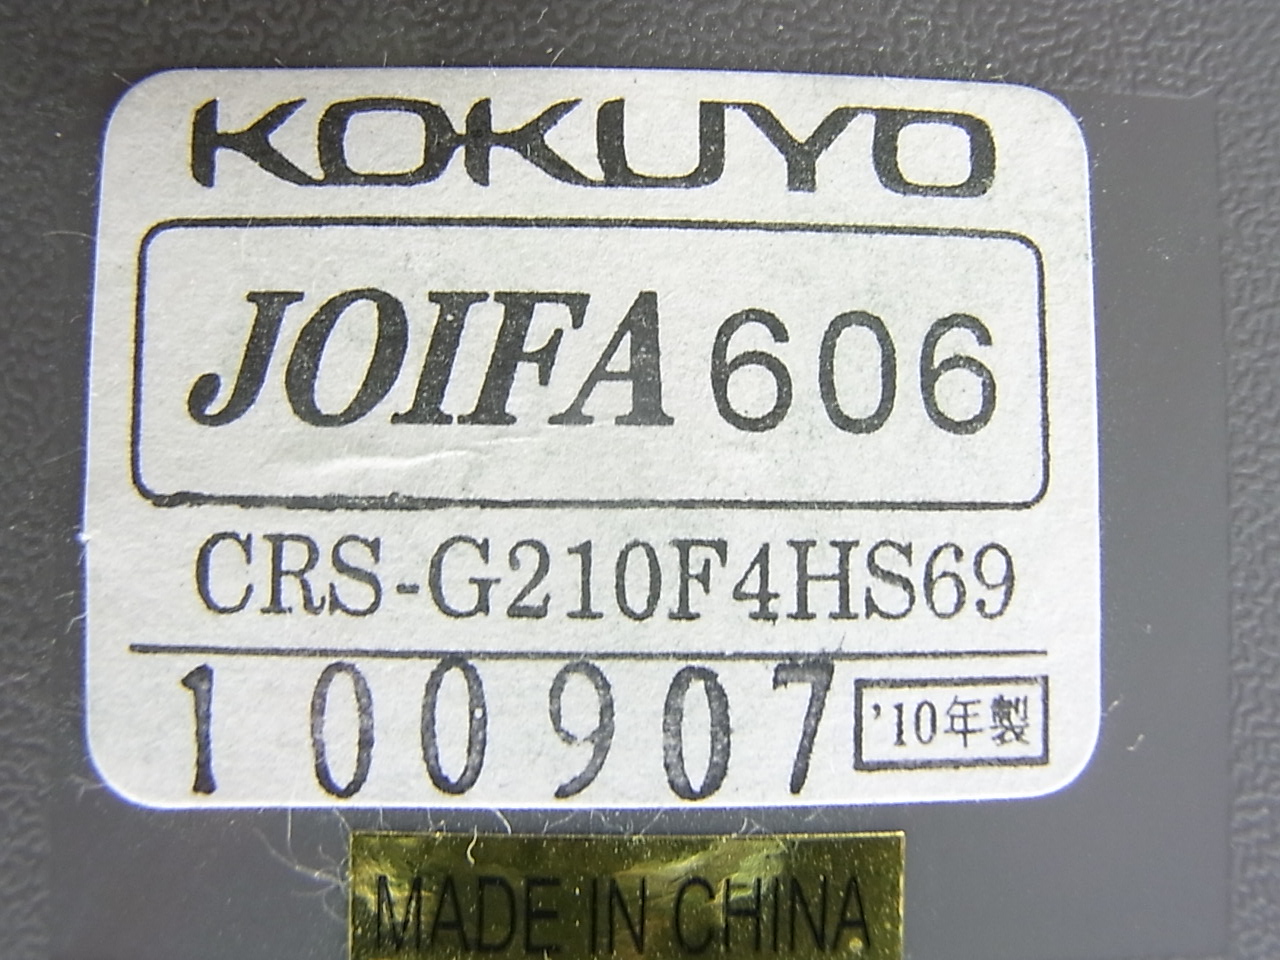 KOKUYO
JOIFA 606
CRS-G210F4HS69
100907 '10年製
MADE IN CHINA